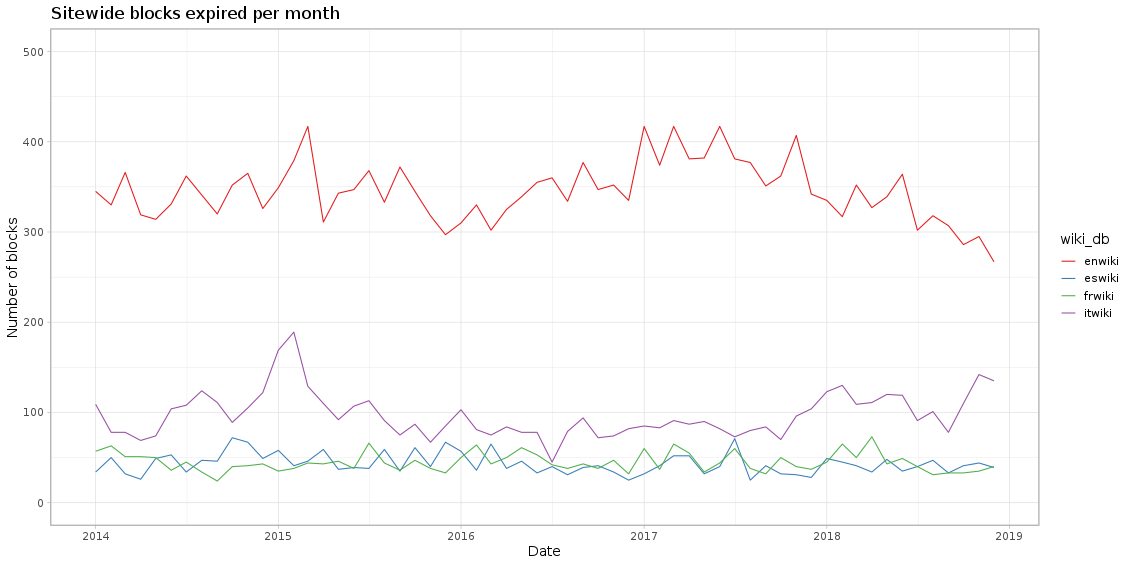 Sitewide blocks expired per month
500
400
300
200
100
0
Number of blocks
2014 2015 2016 2017 2018 2019
Date
wiki_db
enwiki
eswiki
frwiki
itwiki